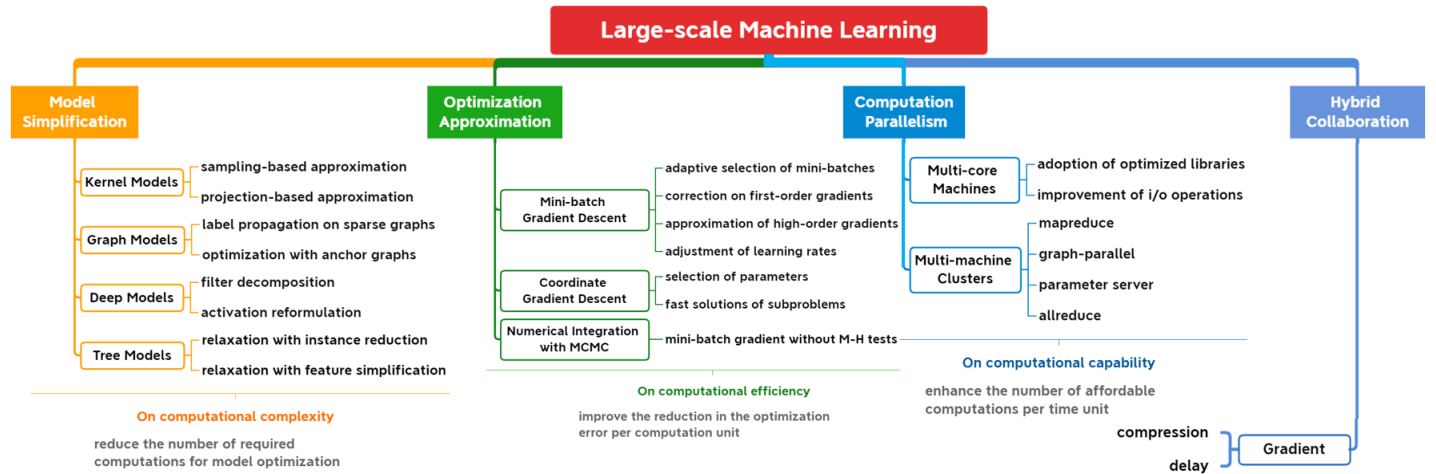 Large-scale Machine Learning
Model
Simplification
Kernel Models
sampling-based approximation
projection-based approximation
Graph Models
label propagation on sparse graphs
optimization with anchor graphs
Deep Models
filter decomposition
activation reformulation
Tree Models
relaxation with instance reduction
relaxation with feature simplification
On computational complexity
reduce the number of required
computations for model optimization
Optimization
Approximation
Mini-batch
Gradient Descent
adaptive selection of mini-batches
correction on first-order gradients
approximation of high-order gradients
adjustment of learning rates
Coordinate
Gradient Descent
selection of parameters
fast solutions of subproblems
Numerical Integration
with MCMC
mini-batch gradient without M-H tests
On computational efficiency
improve the reduction in the optimization
error per computation unit
Computation
Parallelism
Multi-core
Machines
adoption of optimized libraries
improvement of i/o operations
Multi-machine
Clusters
mapreduce
graph-parallel
parameter server
allreduce
On computational capability
enhance the number of affordable
computations per time unit
Hybrid
Collaboration
Gradient
compression
delay